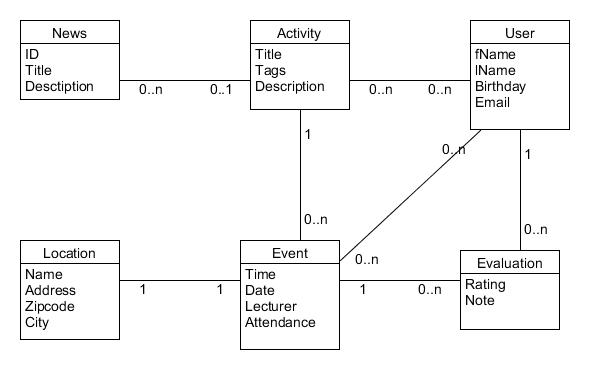 News
ID
Title
Desctiption
0..n
0..1
Activity
Title
Tags
Description
0..n
0..n
User
fName
lName
Birthday
Email
1
0..n
0..n
0..n
1
0..n
Location
Name
Address
Zipcode
City
1
1
Event
Time
Date
Lecturer
Attendance
1
0..n
Evaluation
Rating
Note